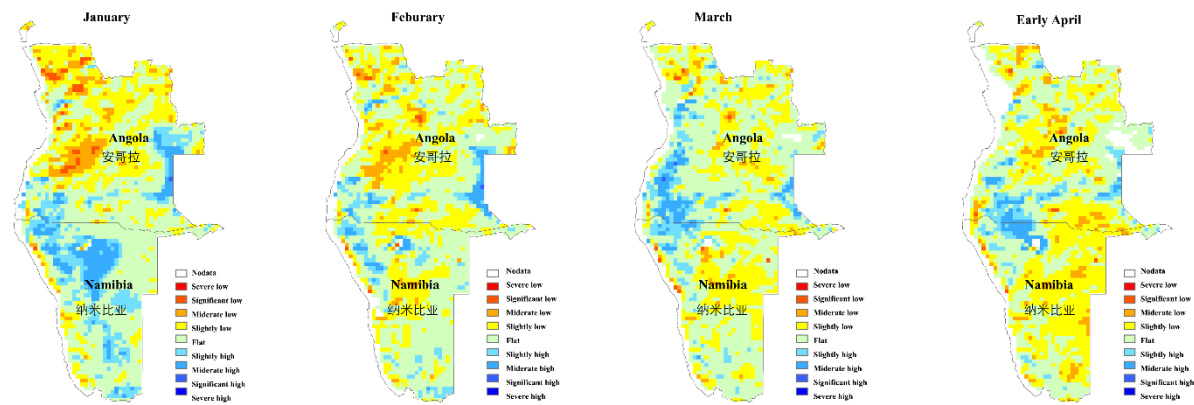 January
Angola
安哥拉
Namibia
纳米比亚
Nodata
Severe low
Significant low
Miderate low
Slightly low
Flat
Slightly high
Miderate high
Significant high
Severe high
Feburary
Angola
安哥拉
Namibia
纳米比亚
Nodata
Severe low
Significant low
Miderate low
Slightly low
Flat
Slightly high
Miderate high
Significant high
Severe high
March
Angola
安哥拉
Namibia
纳米比亚
Nodata
Severe low
Significant low
Miderate low
Slightly low
Flat
Slightly high
Miderate high
Significant high
Severe high
Early April
Angola
安哥拉
Namibia
纳米比亚
Nodata
Severe low
Significant low
Miderate low
Slightly low
Flat
Slightly high
Miderate high
Significant high
Severe high